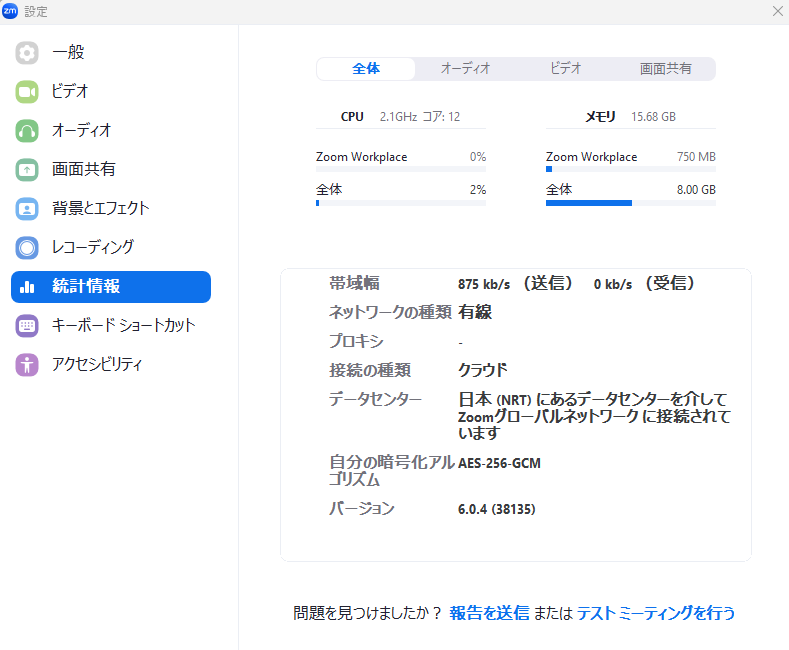 zm 設定
一般
ビデオ
オーディオ
画面共有
背景とエフェクト
レコーディング
統計情報
キーボード ショートカット
アクセシビリティ
全体 オーディオ ビデオ 画面共有
CPU 2.1GHz コア: 12
Zoom Workplace 0%
全体 2%
メモリ 15.68 GB
Zoom Workplace 750 MB
全体 8.00 GB
帯域幅 875 kb/s （送信） 0 kb/s （受信）
ネットワークの種類 有線
プロキシ -
接続の種類 クラウド
データセンター 日本 (NRT) にあるデータセンターを介して
Zoomグローバルネットワーク に接続されて
います
自分の暗号化アル AES-256-GCM
ゴリズム
バージョン 6.0.4 (38135)
問題を見つけましたか？ 報告を送信 または テスト ミーティングを行う